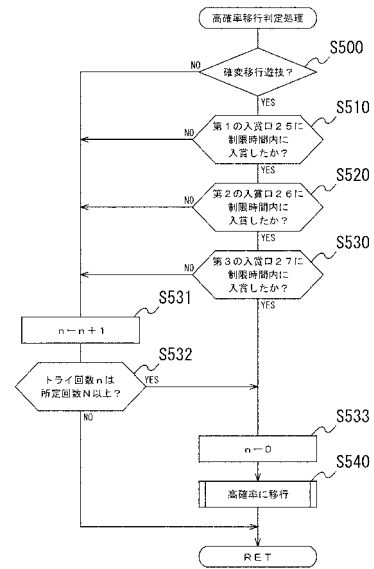 高確率移行判定処理
S500
確変移行遊技？
NO
YES
S510
第１の入賞口２５に
制限時間内に
入賞したか？
NO
YES
S520
第２の入賞口２６に
制限時間内に
入賞したか？
NO
YES
S530
第３の入賞口２７に
制限時間内に
入賞したか？
NO
YES
S531
ｎ←ｎ＋１
S532
トライ回数ｎは
所定回数Ｎ以上？
YES
NO
S533
ｎ←０
S540
高確率に移行
ＲＥＴ